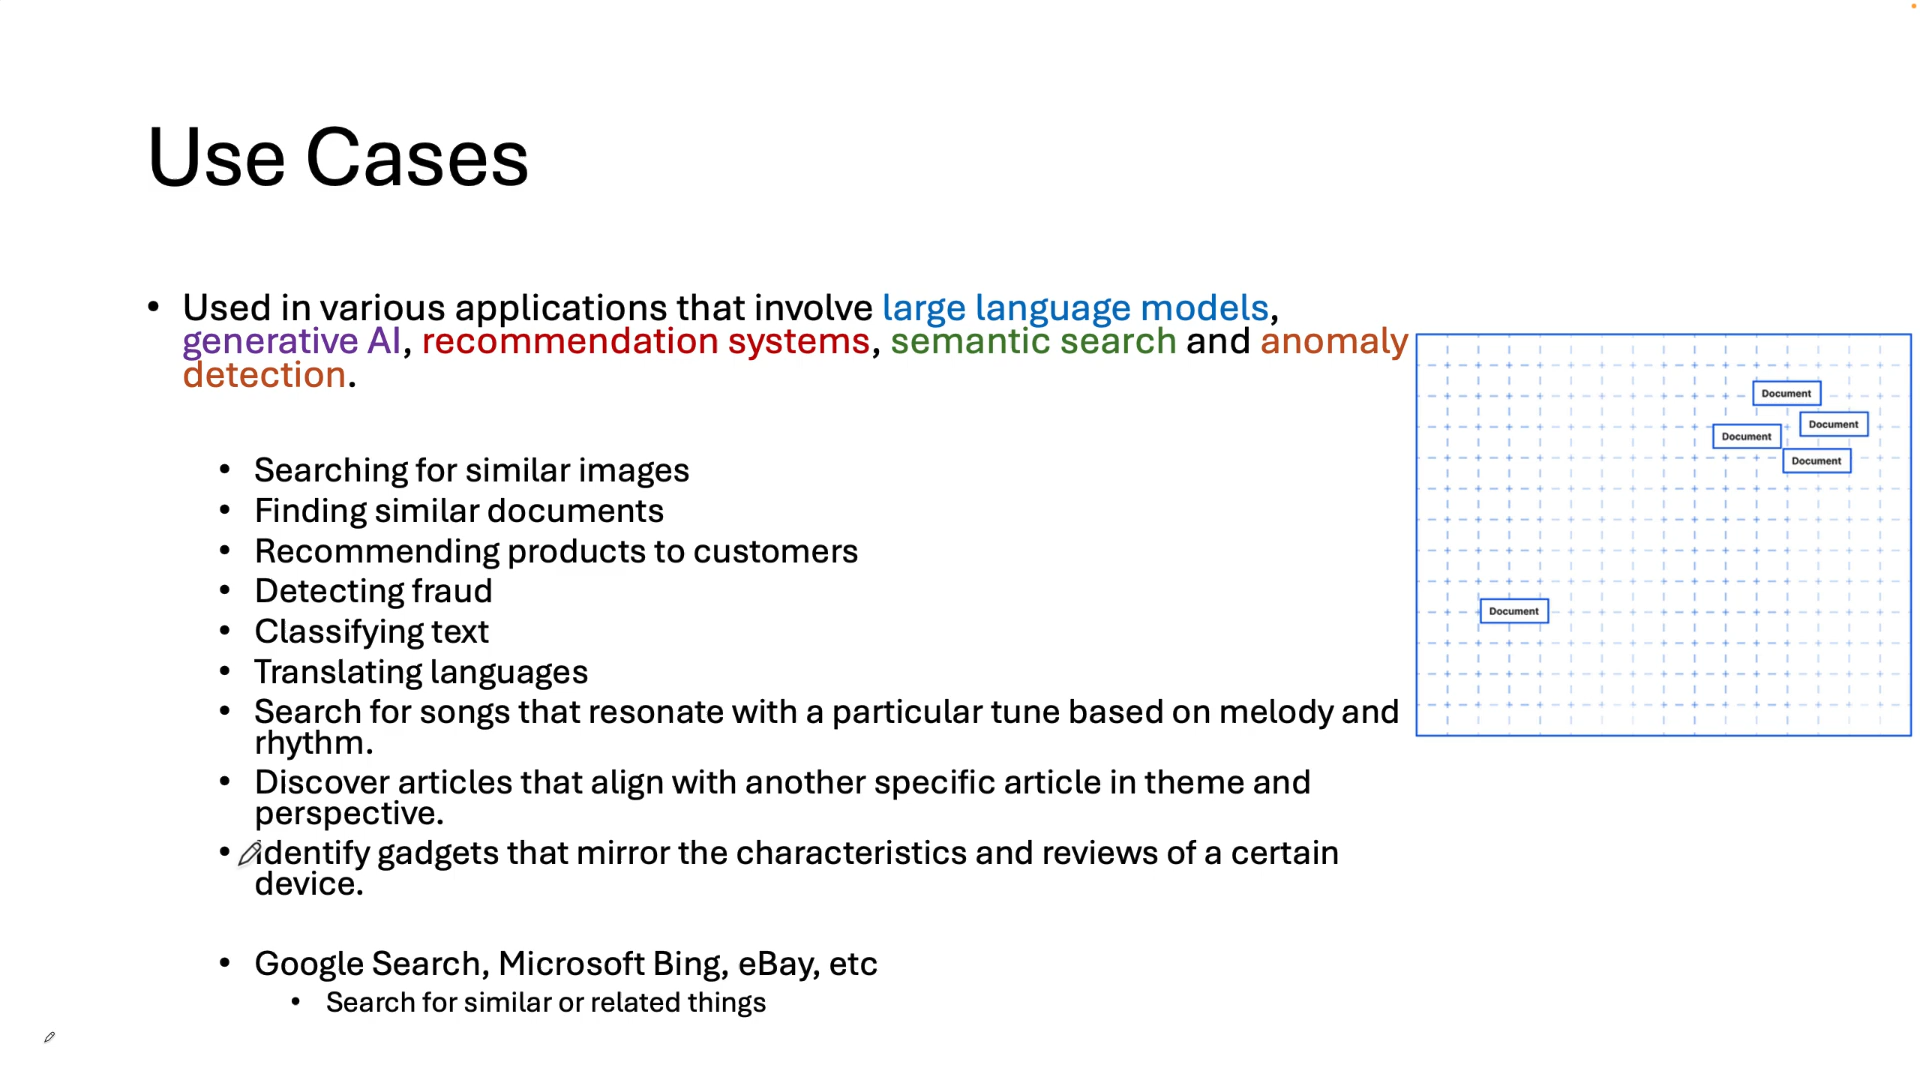 Use Cases
• Used in various applications that involve large language models,
generative AI, recommendation systems, semantic search and anomaly
detection.
• Searching for similar images
• Finding similar documents
• Recommending products to customers
• Detecting fraud
• Classifying text
• Translating languages
• Search for songs that resonate with a particular tune based on melody and
rhythm.
• Discover articles that align with another specific article in theme and
perspective.
• Identify gadgets that mirror the characteristics and reviews of a certain
device.
• Google Search, Microsoft Bing, eBay, etc
• Search for similar or related things
Document
Document
Document
Document
Document